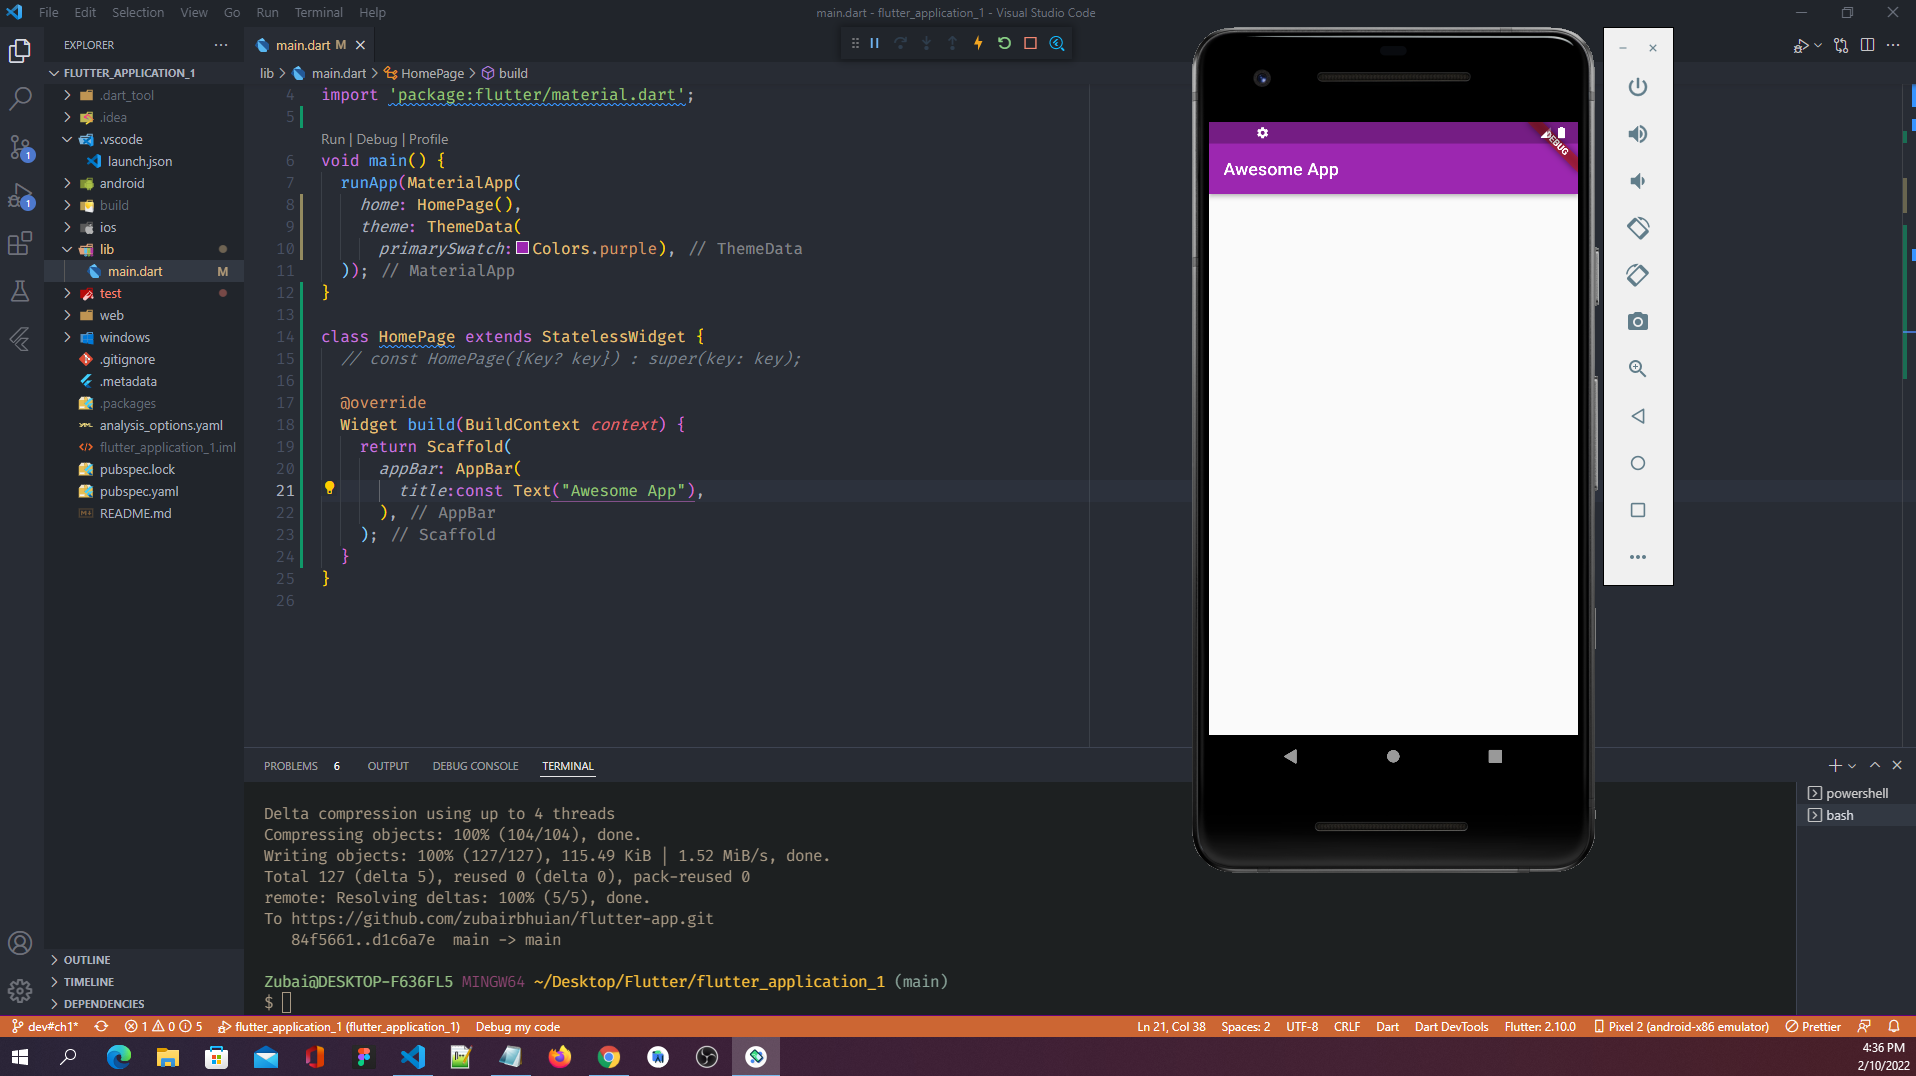 File Edit Selection View Go Run Terminal Help
main.dart - flutter_application_1 - Visual Studio Code
EXPLORER
FLUTTER_APPLICATION_1
.dart_tool
.idea
.vscode
launch.json
android
build
ios
lib
main.dart M
test
web
windows
.gitignore
.metadata
.packages
analysis_options.yaml
flutter_application_1.iml
pubspec.lock
pubspec.yaml
README.md
OUTLINE
TIMELINE
DEPENDENCIES
1
1
main.dart M
lib > main.dart > HomePage > build
4 import 'package:flutter/material.dart';
5
Run | Debug | Profile
6 void main() {
7 runApp(MaterialApp(
8 home: HomePage(),
9 theme: ThemeData(
10 primarySwatch: Colors.purple), // ThemeData
11 )); // MaterialApp
12 }
13
14 class HomePage extends StatelessWidget {
15 // const HomePage({Key? key}) : super(key: key);
16
17 @override
18 Widget build(BuildContext context) {
19 return Scaffold(
20 appBar: AppBar(
21 title:const Text("Awesome App"),
22 ), // AppBar
23 ); // Scaffold
24 }
25 }
26
DEBUG
Awesome App
PROBLEMS 6 OUTPUT DEBUG CONSOLE TERMINAL
powershell
bash
Delta compression using up to 4 threads
Compressing objects: 100% (104/104), done.
Writing objects: 100% (127/127), 115.49 KiB | 1.52 MiB/s, done.
Total 127 (delta 5), reused 0 (delta 0), pack-reused 0
remote: Resolving deltas: 100% (5/5), done.
To https://github.com/zubairbhuian/flutter-app.git
84f5661..d1c6a7e main -> main
Zubai@DESKTOP-F636FL5 MINGW64 ~/Desktop/Flutter/flutter_application_1 (main)
$
dev#ch1* 1 0 5 flutter_application_1 (flutter_application_1) Debug my code
Ln 21, Col 38 Spaces: 2 UTF-8 CRLF Dart Dart DevTools Flutter: 2.10.0 Pixel 2 (android-x86 emulator) Prettier
4:36 PM
2/10/2022